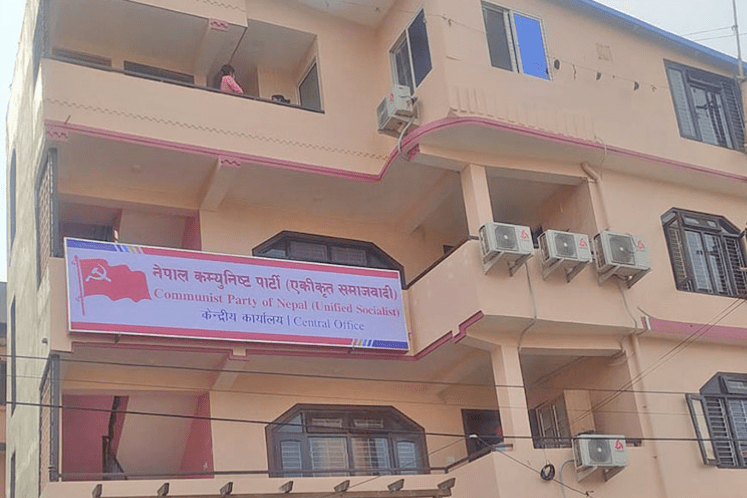 नेपाल कम्युनिष्ट पार्टी (एकीकृत समाजवादी)
Communist Party of Nepal (Unified Socialist)
केन्द्रीय कार्यालय | Central Office